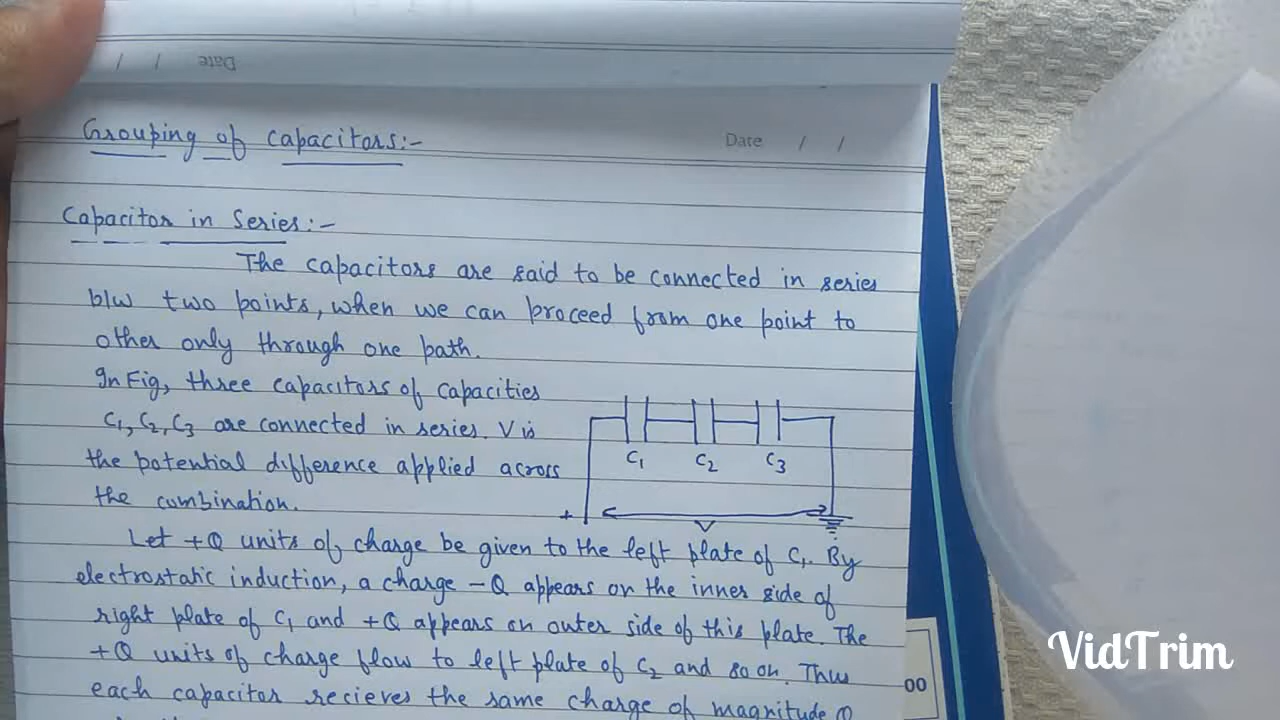 Date / /
Grouping of Capacitors:-
Date / /
Capacitor in Series:-
The capacitors are said to be connected in series
b/w two points, when we can proceed from one point to
other only through one path.
In Fig, three capacitors of capacities
C1, C2, C3 are connected in series. V is
the potential difference applied across
the combination.
C1 C2 C3
+ V
Let +Q units of charge be given to the left plate of C1. By
electrostatic induction, a charge -Q appears on the inner side of
right plate of C1 and +Q appears on outer side of this plate. The
+Q units of charge flow to left plate of C2 and so on. Thus
each capacitor recieves the same charge of magnitude Q
00
VidTrim